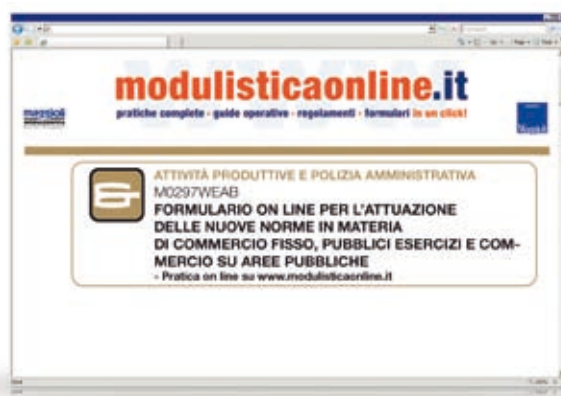 modulisticaonline.it
pratiche complete - guide operative - regolamenti - formulari in un click!
maggioli
Maggioli
&
ATTIVITÀ PRODUTTIVE E POLIZIA AMMINISTRATIVA
M0297WEAB
FORMULARIO ON LINE PER L'ATTUAZIONE
DELLE NUOVE NORME IN MATERIA
DI COMMERCIO FISSO, PUBBLICI ESERCIZI E COM-
MERCIO SU AREE PUBBLICHE
- Pratica on line su www.modulisticaonline.it